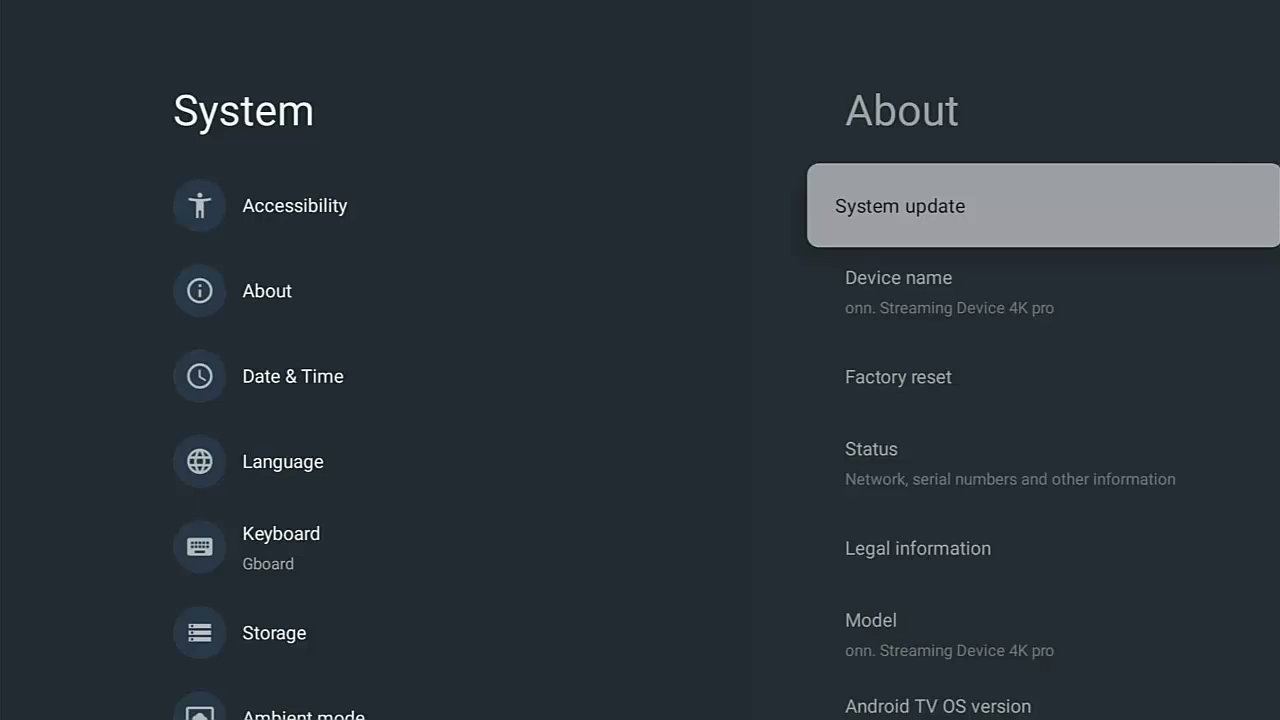 System
Accessibility
About
Date & Time
Language
Keyboard
Gboard
Storage
Ambient mode
About
System update
Device name
onn. Streaming Device 4K pro
Factory reset
Status
Network, serial numbers and other information
Legal information
Model
onn. Streaming Device 4K pro
Android TV OS version